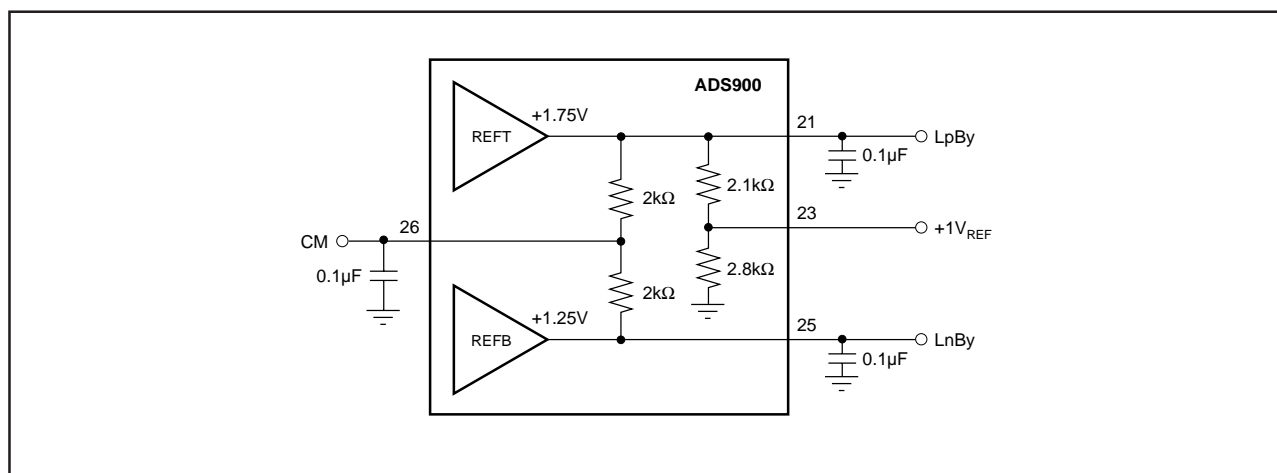 ADS900
+1.75V
REFT
21
LpBy
0.1µF
2kΩ
2.1kΩ
26
CM
23
+1VREF
0.1µF
2kΩ
2.8kΩ
+1.25V
REFB
25
LnBy
0.1µF